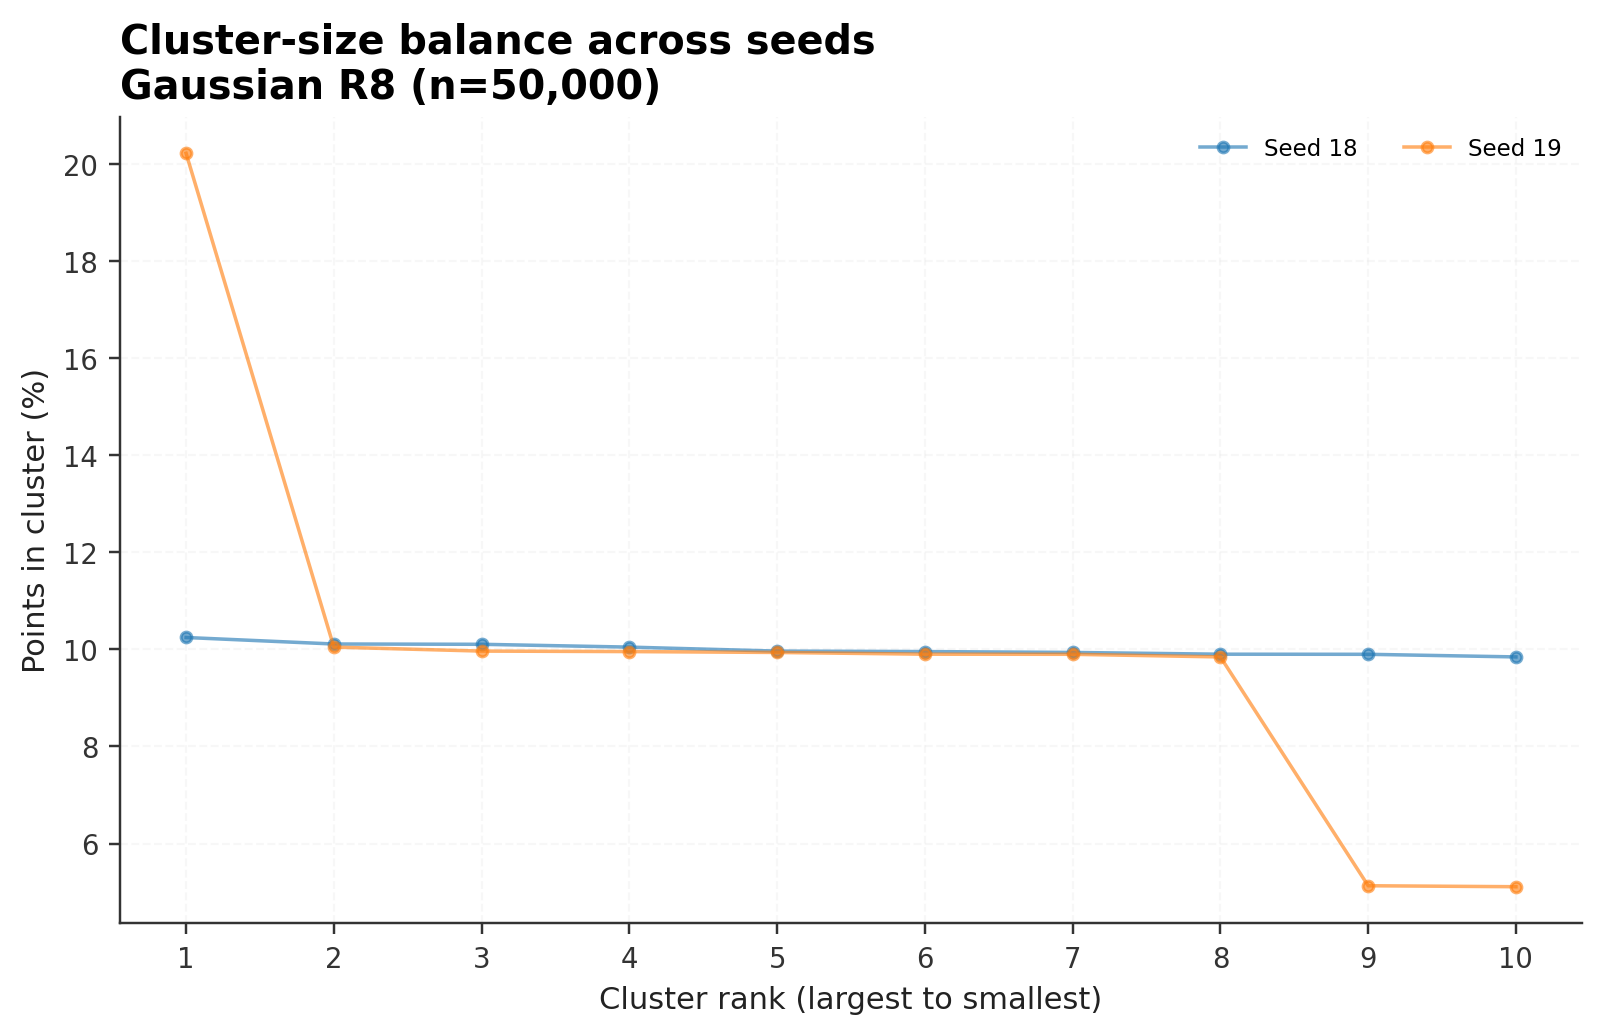 Cluster-size balance across seeds
Gaussian R8 (n=50,000)
Seed 18
Seed 19
20
18
16
14
12
10
8
6
Points in cluster (%)
1 2 3 4 5 6 7 8 9 10
Cluster rank (largest to smallest)